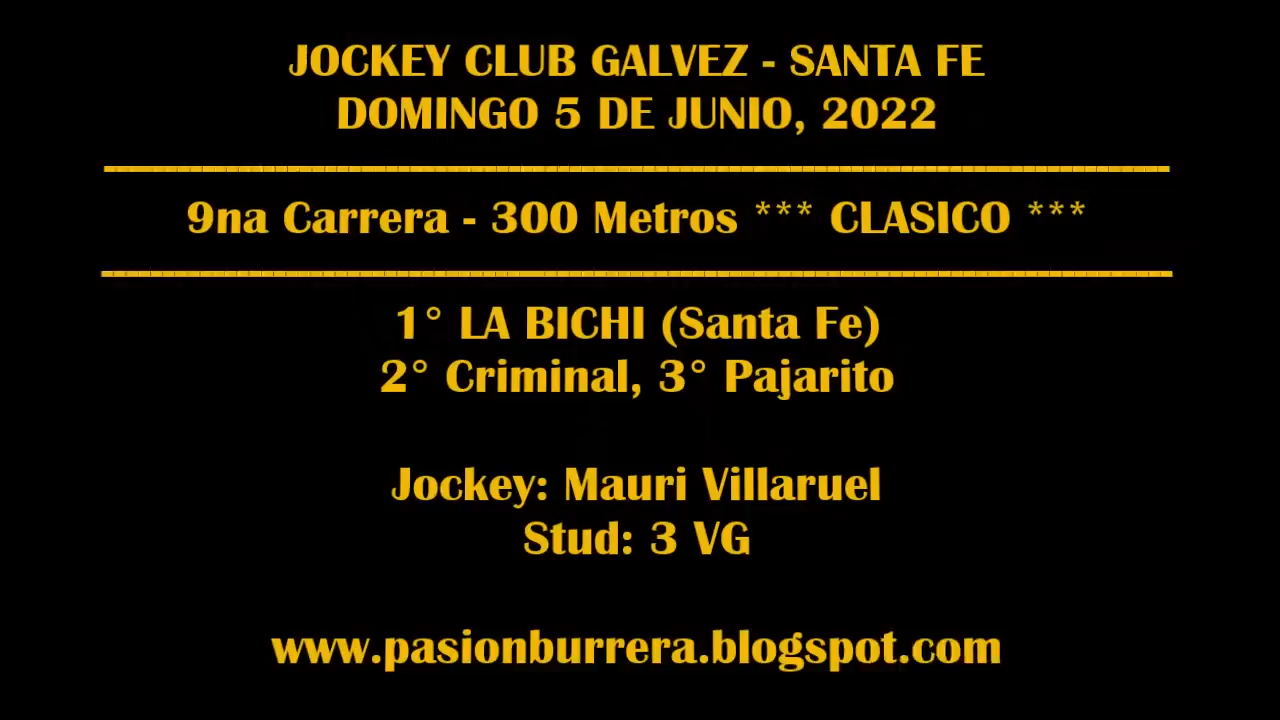 JOCKEY CLUB GALVEZ - SANTA FE
DOMINGO 5 DE JUNIO, 2022
9na Carrera - 300 Metros *** CLASICO ***
1° LA BICHI (Santa Fe)
2° Criminal, 3° Pajarito
Jockey: Mauri Villaruel
Stud: 3 VG
www.pasionburrera.blogspot.com